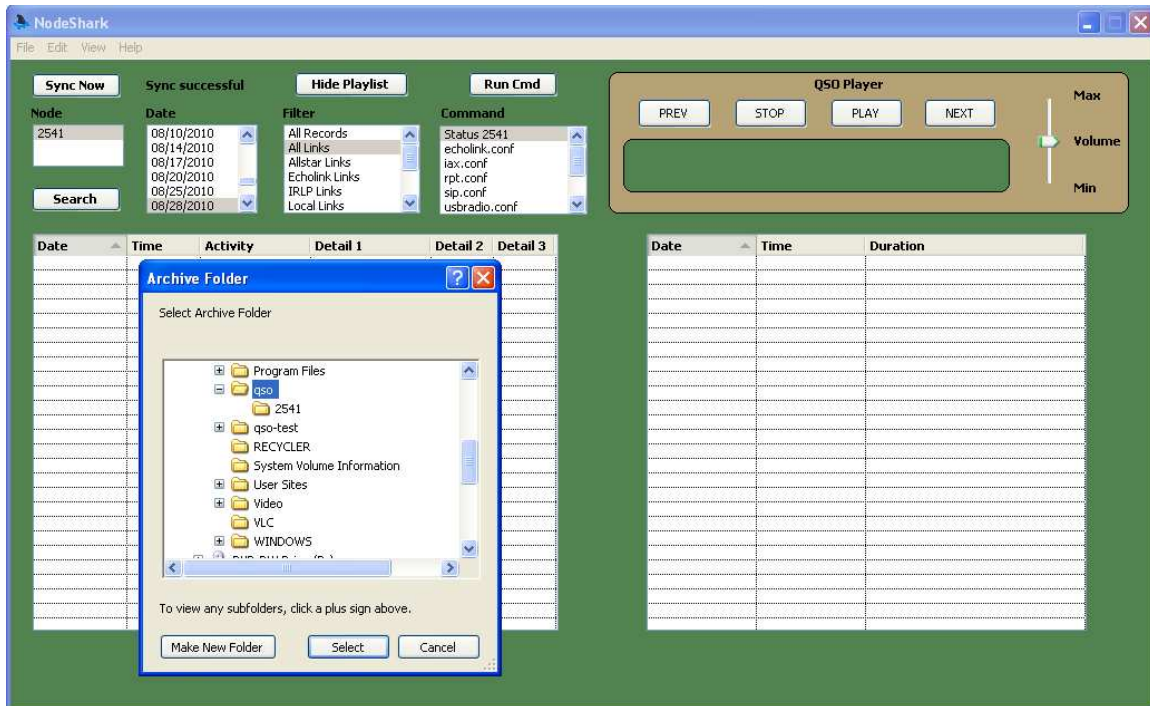 NodeShark
File Edit View Help
Sync Now Sync successful Hide Playlist Run Cmd
Node Date Filter Command
2541
08/10/2010
08/14/2010
08/17/2010
08/20/2010
08/25/2010
08/28/2010
All Records
All Links
Allstar Links
Echolink Links
IRLP Links
Local Links
Status 2541
echolink.conf
iax.conf
rpt.conf
sip.conf
usbradio.conf
Search
QSO Player
PREV STOP PLAY NEXT
Max
Volume
Min
Date Time Activity Detail 1 Detail 2 Detail 3
Date Time Duration
Archive Folder
Select Archive Folder
Program Files
qso
2541
qso-test
RECYCLER
System Volume Information
User Sites
Video
VLC
WINDOWS
To view any subfolders, click a plus sign above.
Make New Folder Select Cancel